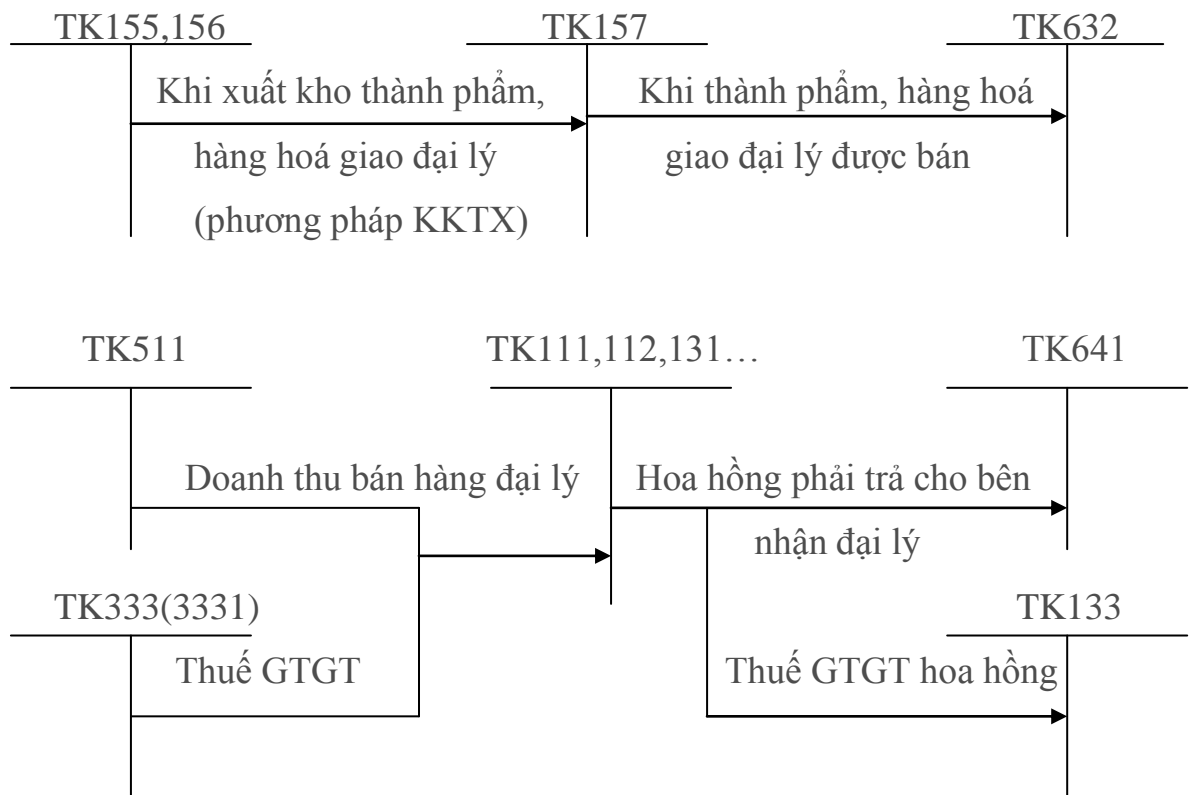 TK155,156 TK157 TK632
Khi xuất kho thành phẩm, Khi thành phẩm, hàng hoá
hàng hoá giao đại lý giao đại lý được bán
(phương pháp KKTX)
TK511 TK111,112,131… TK641
Doanh thu bán hàng đại lý Hoa hồng phải trả cho bên
nhận đại lý
TK333(3331) TK133
Thuế GTGT Thuế GTGT hoa hồng